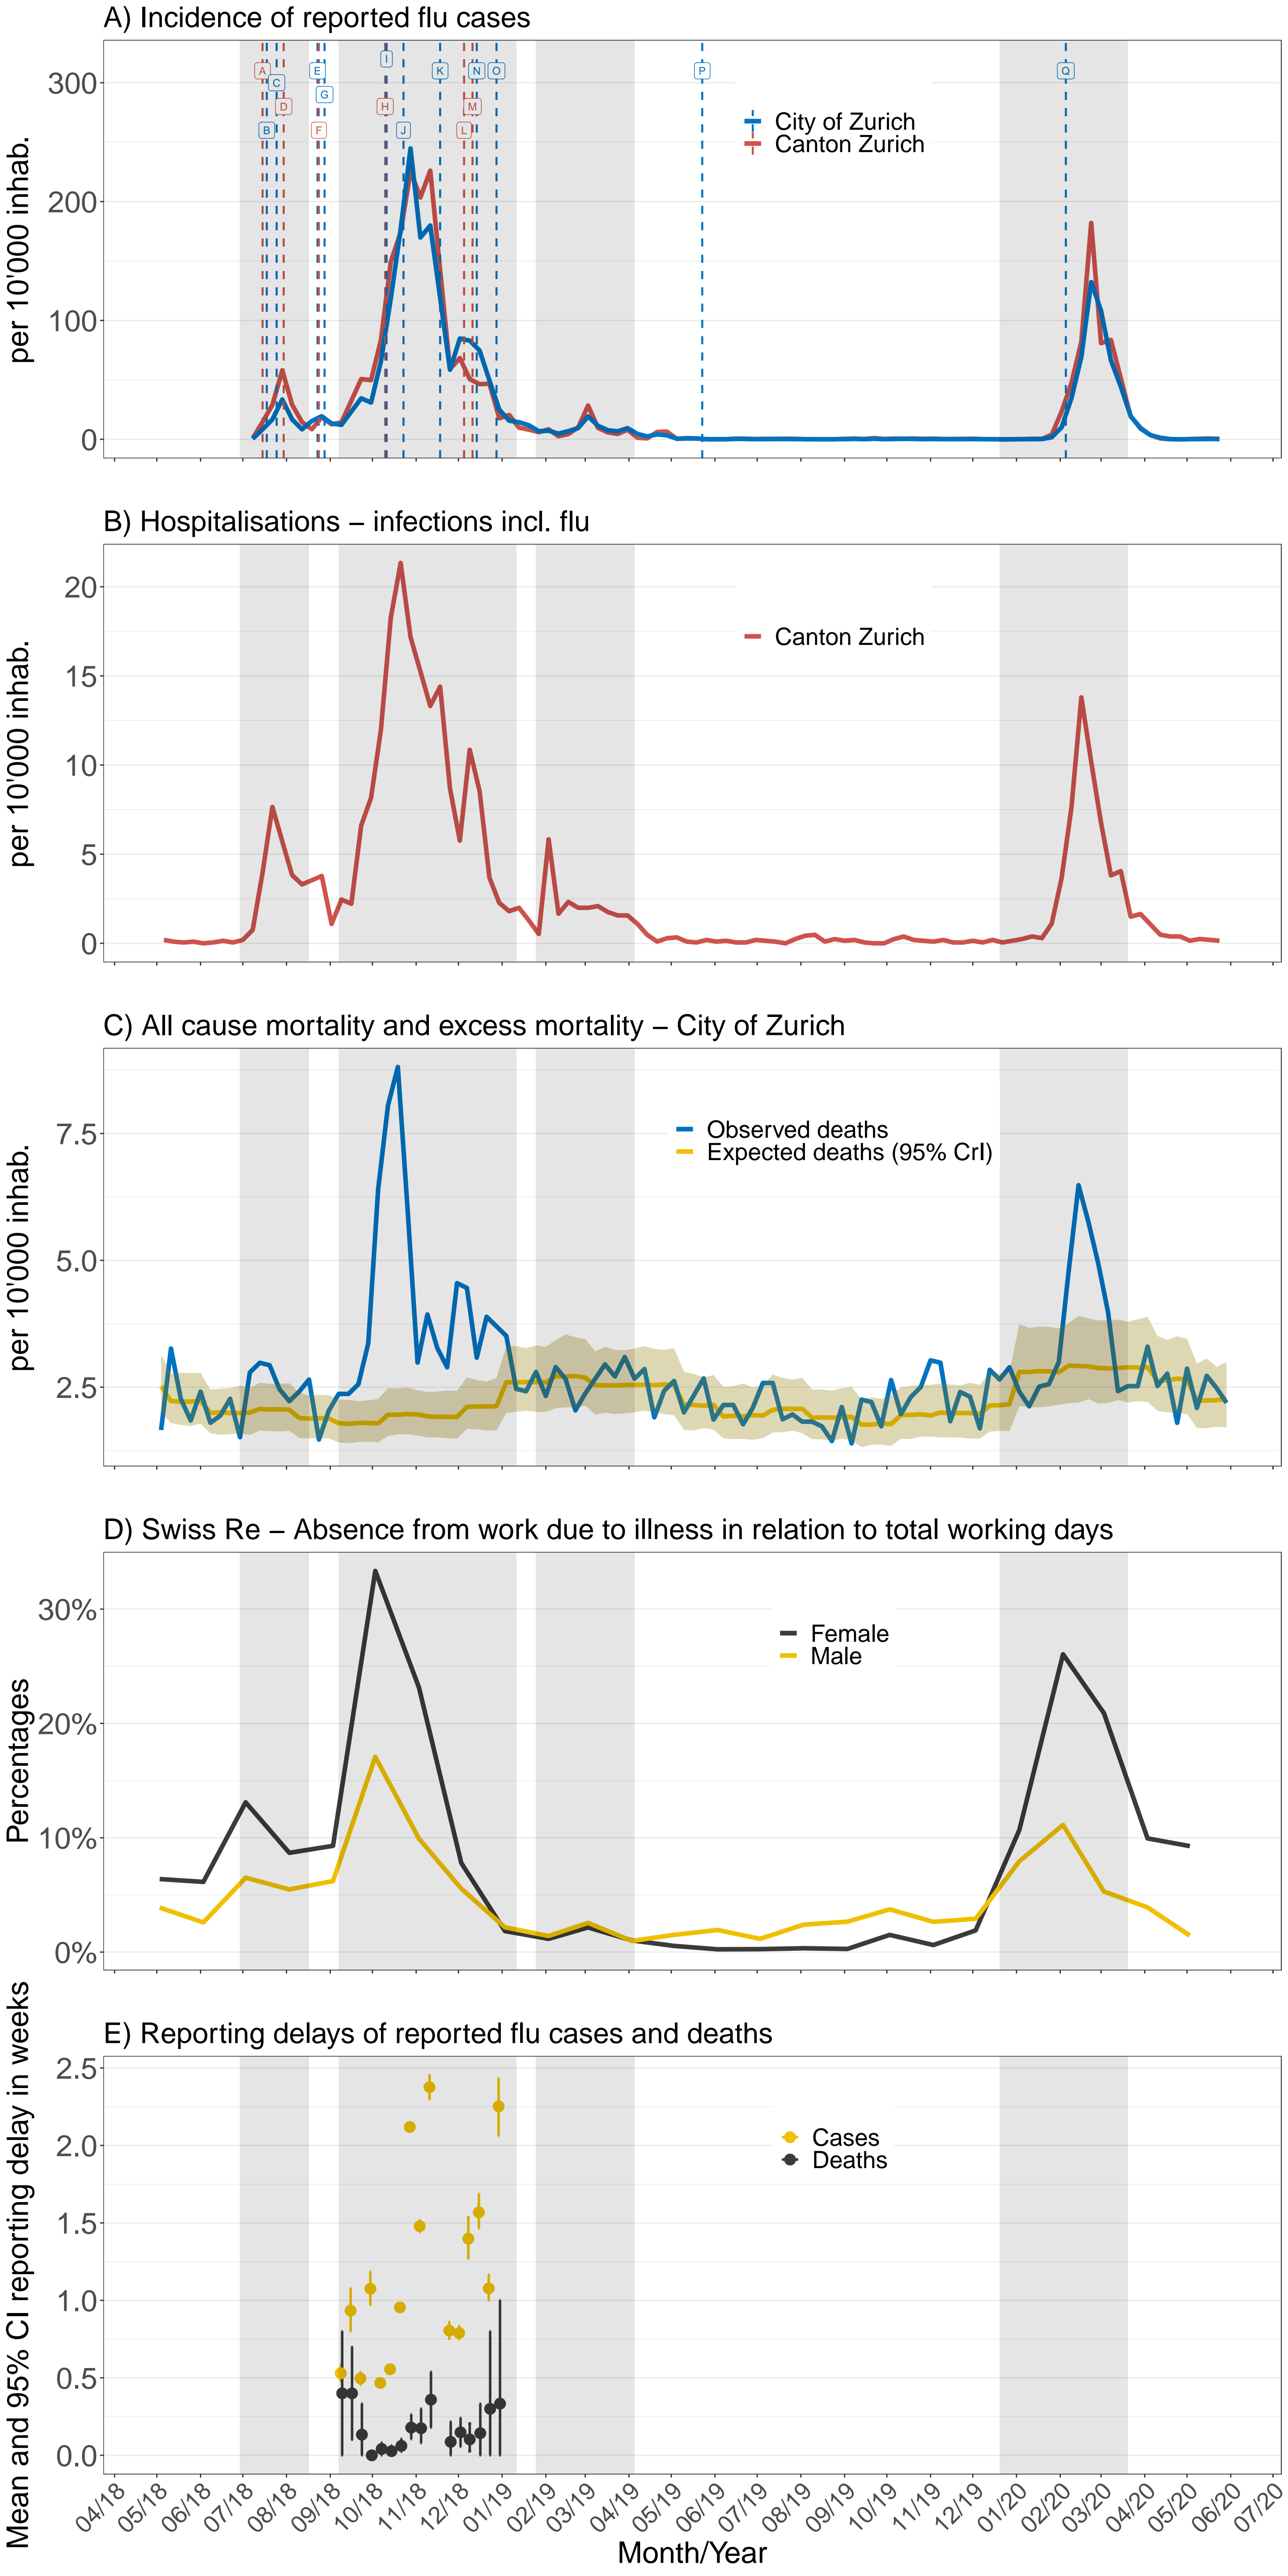 A) Incidence of reported flu cases
per 10'000 inhab.
300
200
100
0
A
B
C
D
E
F
G
H
I
J
K
L
M
N
O
P
Q
City of Zurich
Canton Zurich
B) Hospitalisations – infections incl. flu
per 10'000 inhab.
20
15
10
5
0
Canton Zurich
C) All cause mortality and excess mortality – City of Zurich
per 10'000 inhab.
7.5
5.0
2.5
Observed deaths
Expected deaths (95% CrI)
D) Swiss Re – Absence from work due to illness in relation to total working days
Percentages
30%
20%
10%
0%
Female
Male
E) Reporting delays of reported flu cases and deaths
Mean and 95% CI reporting delay in weeks
2.5
2.0
1.5
1.0
0.5
0.0
Cases
Deaths
04/18
05/18
06/18
07/18
08/18
09/18
10/18
11/18
12/18
01/19
02/19
03/19
04/19
05/19
06/19
07/19
08/19
09/19
10/19
11/19
12/19
01/20
02/20
03/20
04/20
05/20
06/20
07/20
Month/Year